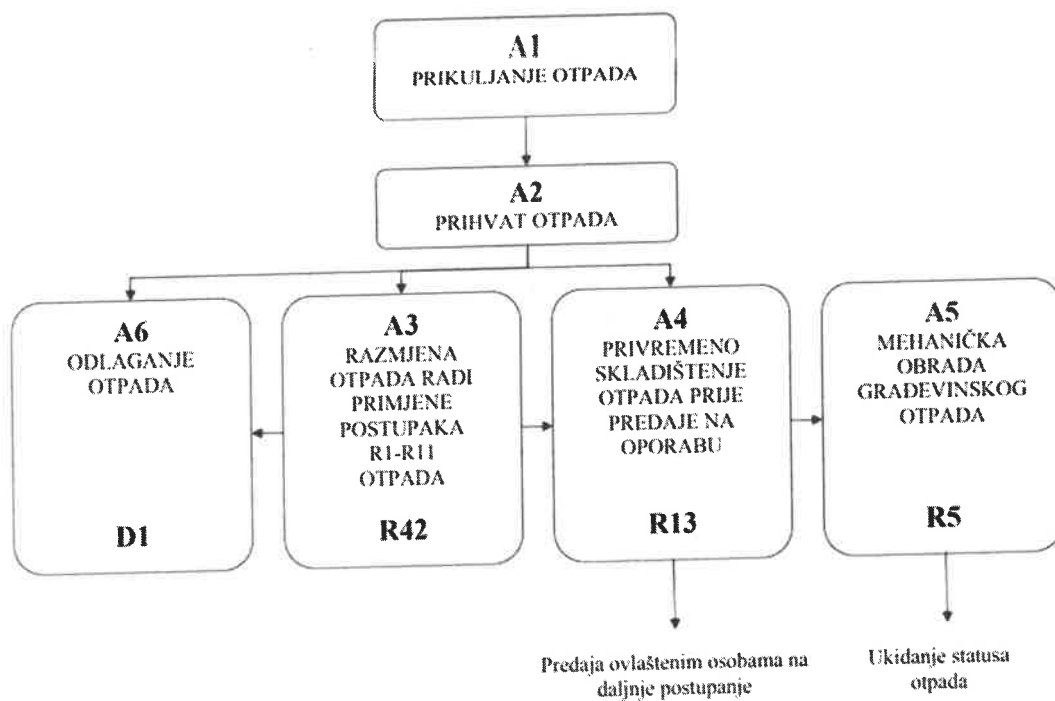 A1
PRIKULJANJE OTPADA
A2
PRIHVAT OTPADA
A6
ODLAGANJE
OTPADA
D1
A3
RAZMJENA
OTPADA RADI
PRIMJENE
POSTUPAKA
R1-R11
OTPADA
R42
A4
PRIVREMENO
SKLADIŠTENJE
OTPADA PRIJE
PREDAJE NA
OPORABU
R13
A5
MEHANIČKA
OBRADA
GRAĐEVINSKOG
OTPADA
R5
Predaja ovlaštenim osobama na
daljnje postupanje
Ukidanje statusa
otpada